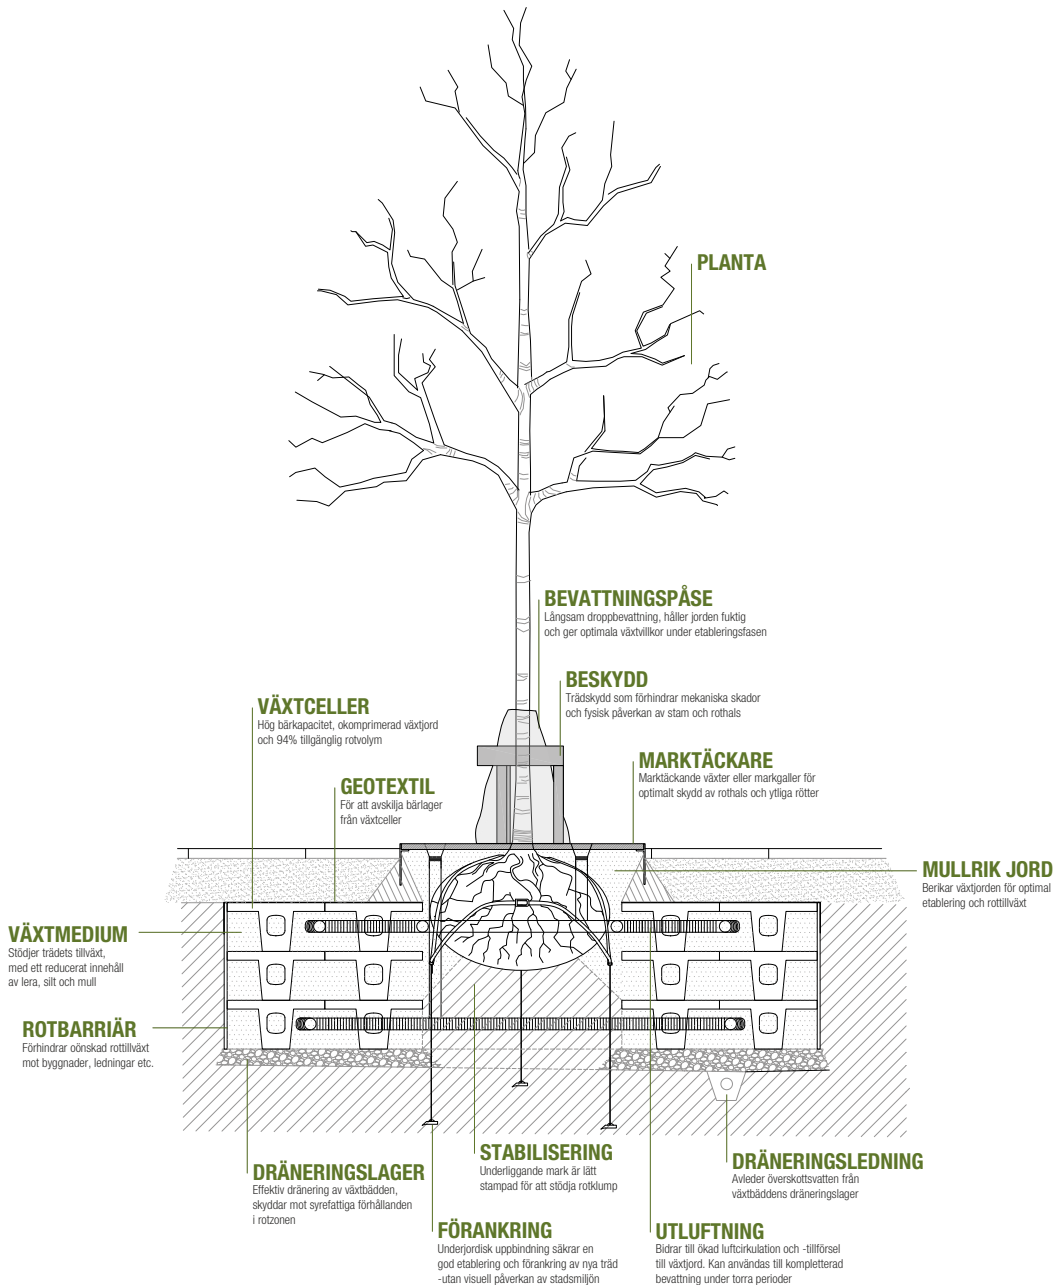 PLANTA
BEVATTNINGSPÅSE
Långsam droppbevattning, håller jorden fuktig
och ger optimala växtvillkor under etableringsfasen
BESKYDD
Trädskydd som förhindrar mekaniska skador
och fysisk påverkan av stam och rothals
VÄXTCELLER
Hög bärkapacitet, okomprimerad växtjord
och 94% tillgänglig rotvolym
MARKTÄCKARE
Marktäckande växter eller markgaller för
optimalt skydd av rothals och ytliga rötter
GEOTEXTIL
För att avskilja bärlager
från växtceller
MULLRIK JORD
Berikar växtjorden för optimal
etablering och rottillväxt
VÄXTMEDIUM
Stödjer trädets tillväxt,
med ett reducerat innehåll
av lera, silt och mull
ROTBARRIÄR
Förhindrar oönskad rottillväxt
mot byggnader, ledningar etc.
STABILISERING
Underliggande mark är lätt
stampad för att stödja rotklump
DRÄNERINGSLEDNING
Avleder överskottsvatten från
växtbäddens dräneringslager
DRÄNERINGSLAGER
Effektiv dränering av växtbädden,
skyddar mot syrefattiga förhållanden
i rotzonen
FÖRANKRING
Underjordisk uppbindning säkrar en
god etablering och förankring av nya träd
-utan visuell påverkan av stadsmiljön
UTLUFTNING
Bidrar till ökad luftcirkulation och -tillförsel
till växtjord. Kan användas till kompletterad
bevattning under torra perioder